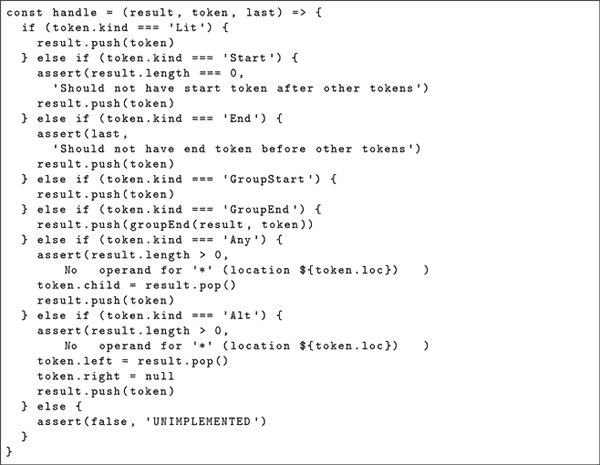 const handle = (result, token, last) => {
  if (token.kind === 'Lit') {
    result.push(token)
  } else if (token.kind === 'Start') {
    assert(result.length === 0,
      'Should not have start token after other tokens')
    result.push(token)
  } else if (token.kind === 'End') {
    assert(last,
      'Should not have end token before other tokens')
    result.push(token)
  } else if (token.kind === 'GroupStart') {
    result.push(token)
  } else if (token.kind === 'GroupEnd') {
    result.push(groupEnd(result, token))
  } else if (token.kind === 'Any') {
    assert(result.length > 0,
       No  operand for '*' (location ${token.loc})  )
    token.child = result.pop()
    result.push(token)
  } else if (token.kind === 'Alt') {
    assert(result.length > 0,
       No  operand for '*' (location ${token.loc})  )
    token.left = result.pop()
    token.right = null
    result.push(token)
  } else {
    assert(false, 'UNIMPLEMENTED')
  }
}